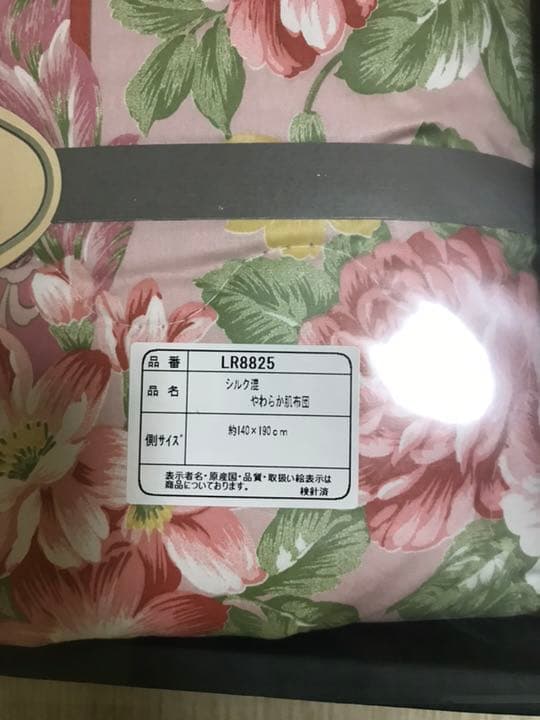 品番 LR8825
品名 シルク混
やわらか肌布団
側サイズ 約140×190cm
表示者名・原産国・品質・取扱い絵表示は
商品についております。 検針済